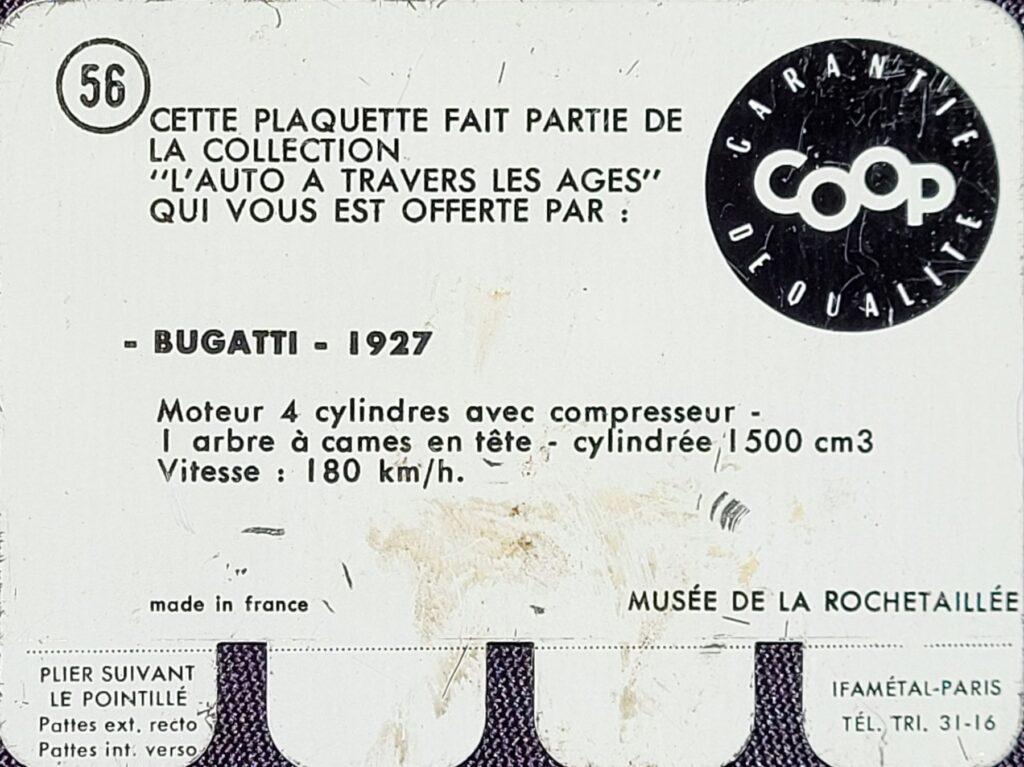 56
CETTE PLAQUETTE FAIT PARTIE DE
LA COLLECTION
"L'AUTO A TRAVERS LES AGES"
QUI VOUS EST OFFERTE PAR :
GARANTIE
COOP
DE QUALITÉ
- BUGATTI - 1927
Moteur 4 cylindres avec compresseur -
1 arbre à cames en tête - cylindrée 1500 cm3
Vitesse : 180 km/h.
made in france
MUSÉE DE LA ROCHETAILLÉE
PLIER SUIVANT
LE POINTILLÉ
Pattes ext. recto
Pattes int. verso
IFAMÉTAL-PARIS
TÉL. TRI. 31-16